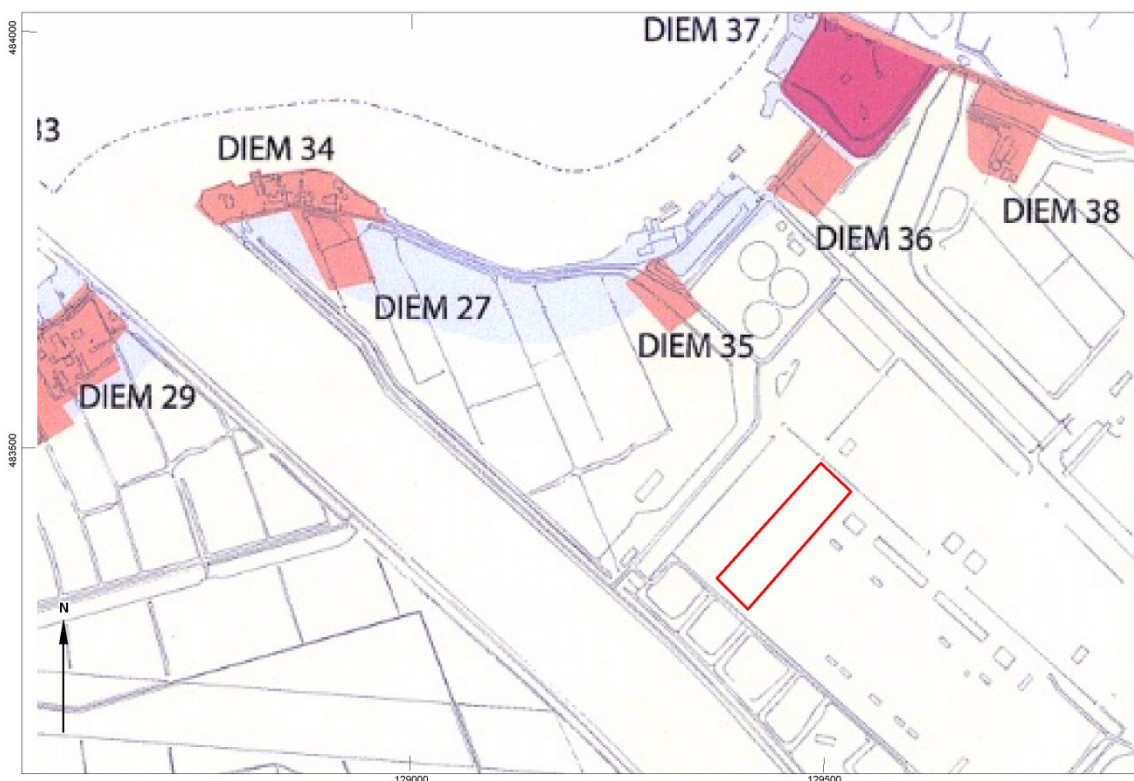 484000
DIEM 37
33
DIEM 34
DIEM 38
DIEM 36
DIEM 27
DIEM 35
DIEM 29
483500
N
129000
129500